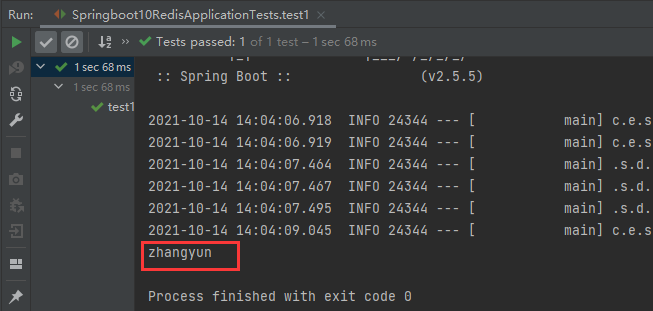 Run: Springboot10RedisApplicationTests.test1
Tests passed: 1 of 1 test – 1 sec 68 ms
1 sec 68 ms
1 sec 68 ms
test1
:: Spring Boot :: (v2.5.5)
2021-10-14 14:04:06.918 INFO 24344 --- [ main] c.e.s
2021-10-14 14:04:06.919 INFO 24344 --- [ main] c.e.s
2021-10-14 14:04:07.464 INFO 24344 --- [ main] .s.d.
2021-10-14 14:04:07.467 INFO 24344 --- [ main] .s.d.
2021-10-14 14:04:07.495 INFO 24344 --- [ main] .s.d.
2021-10-14 14:04:09.045 INFO 24344 --- [ main] c.e.s
zhangyun
Process finished with exit code 0